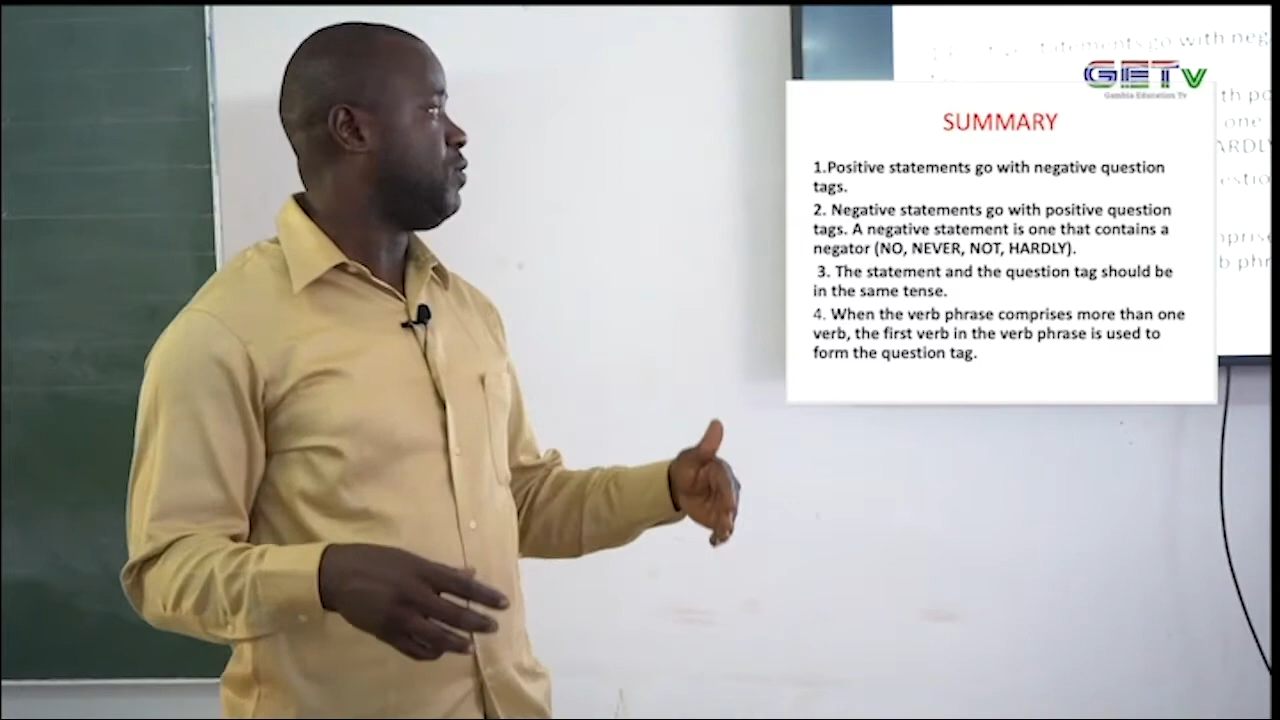 GETv
Gambia Education Tv
SUMMARY
1.Positive statements go with negative question
tags.
2. Negative statements go with positive question
tags. A negative statement is one that contains a
negator (NO, NEVER, NOT, HARDLY).
3. The statement and the question tag should be
in the same tense.
4. When the verb phrase comprises more than one
verb, the first verb in the verb phrase is used to
form the question tag.
go with
one